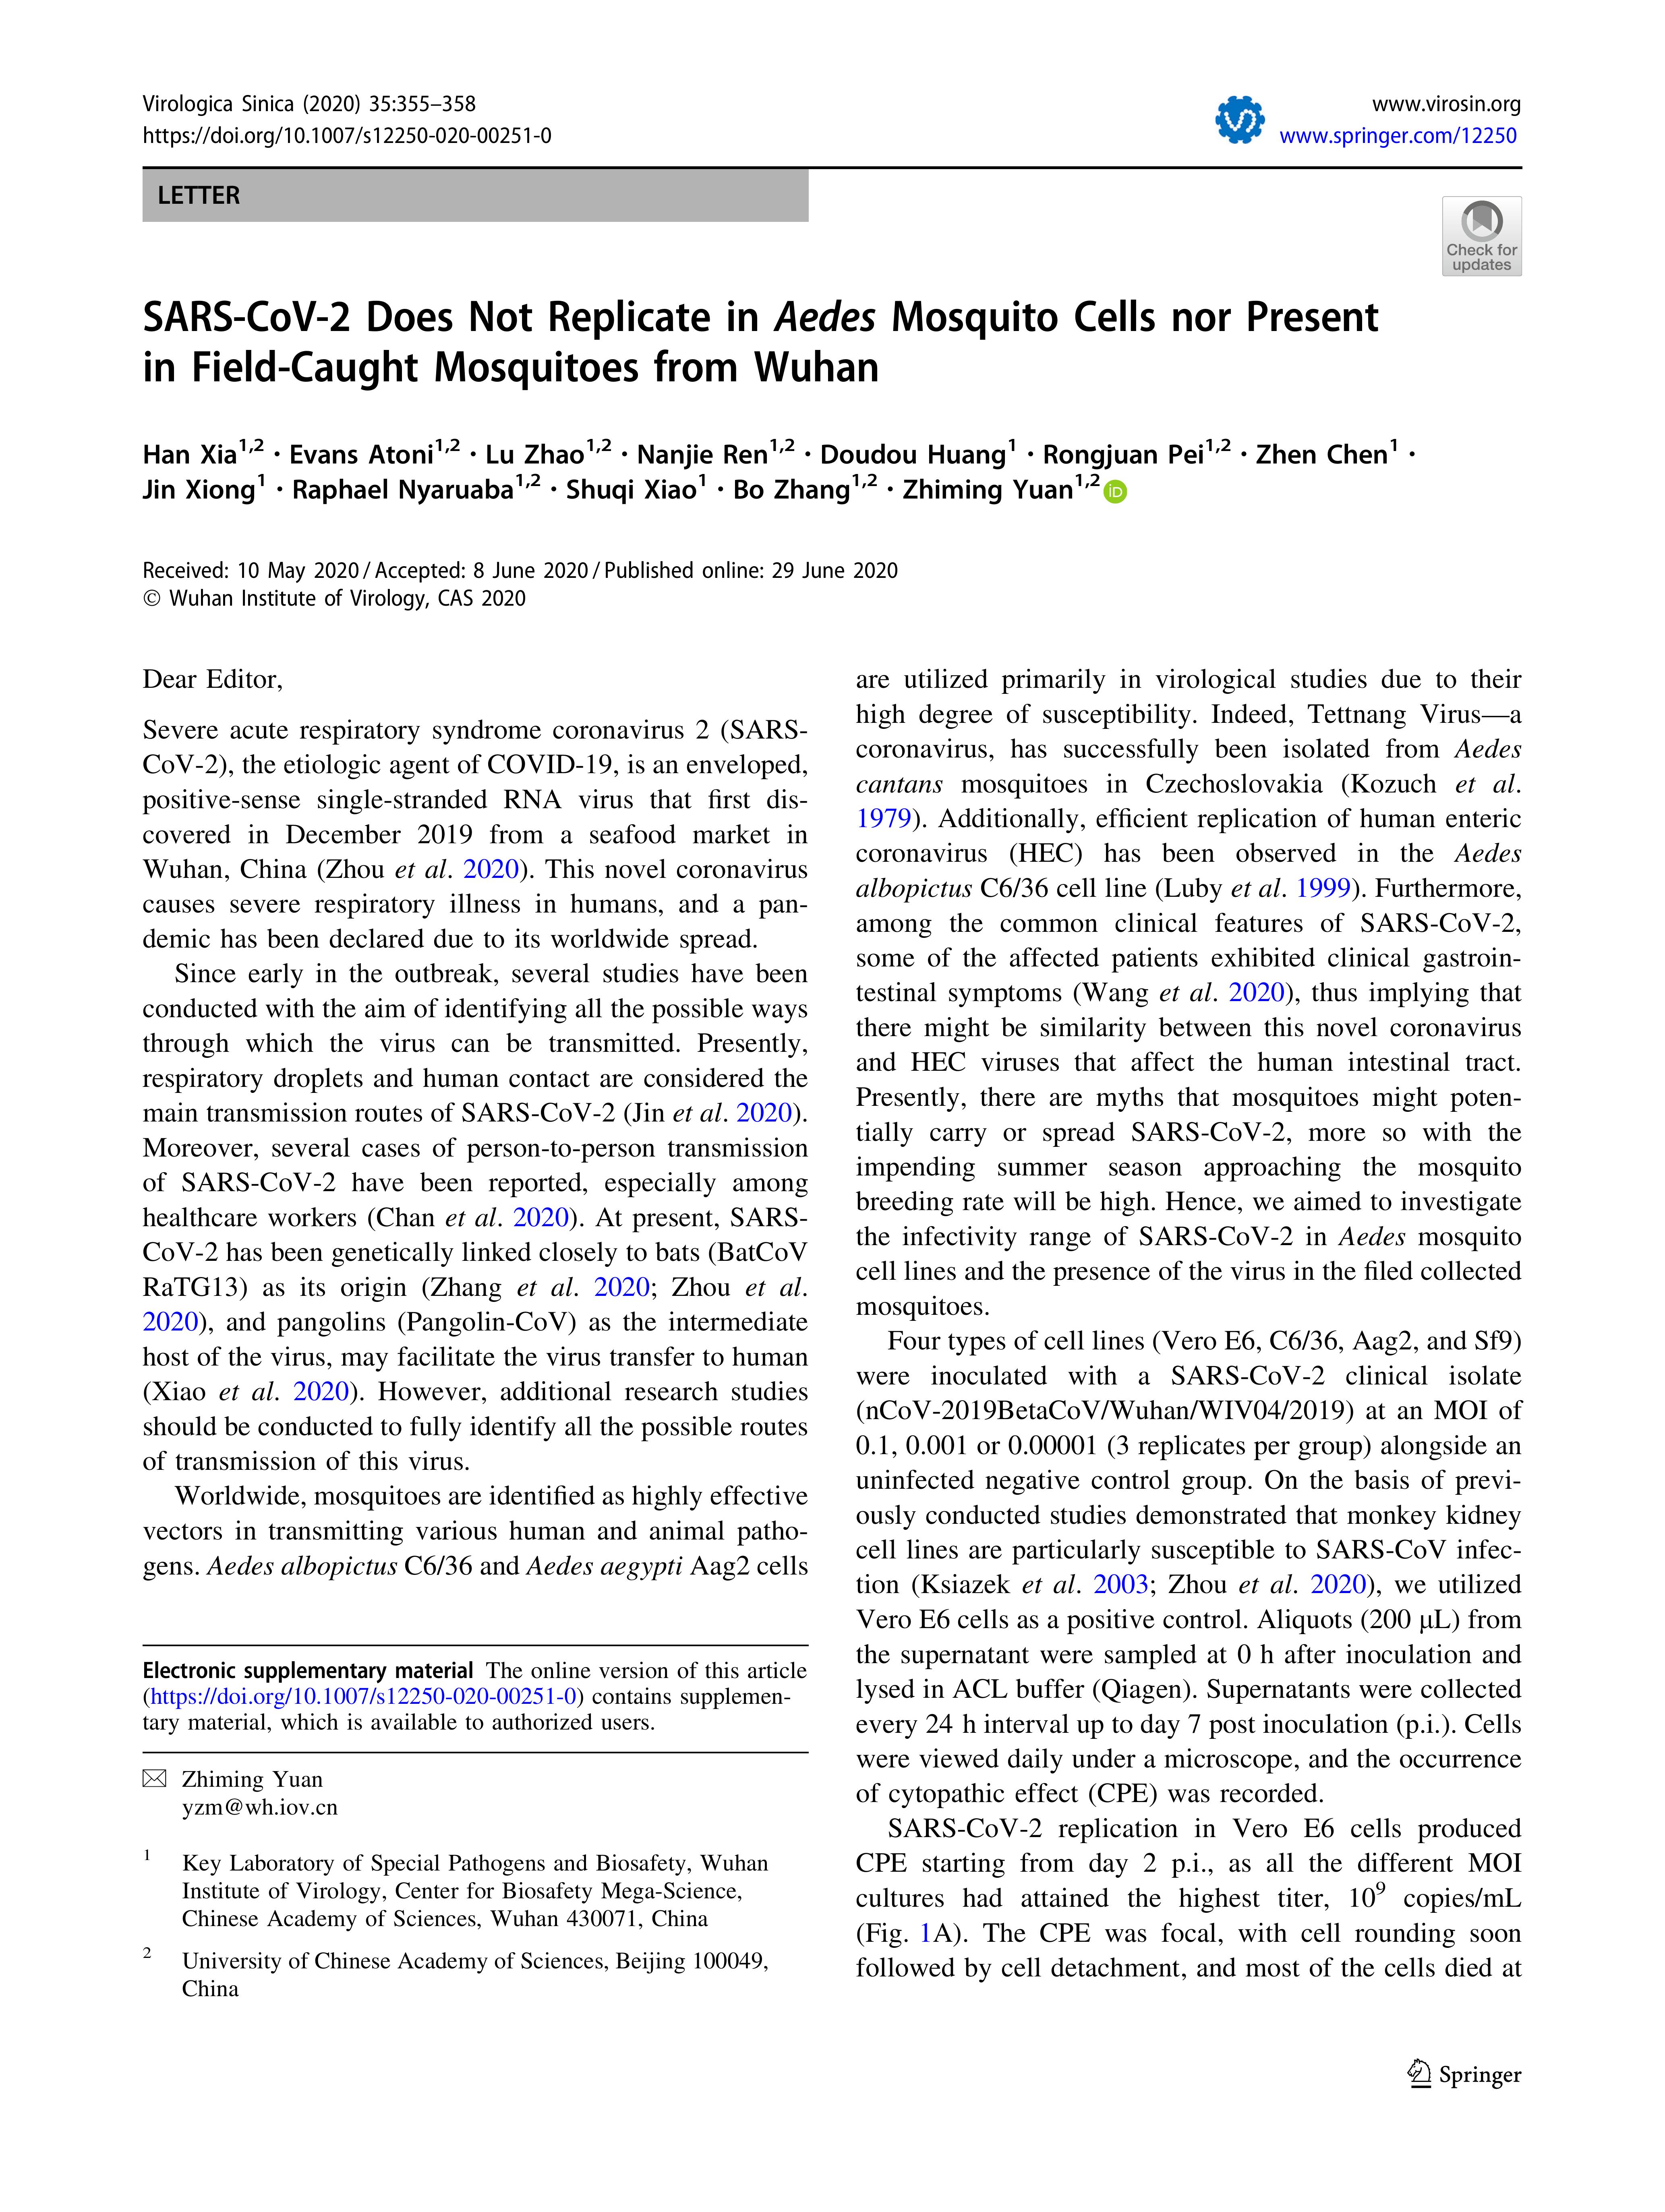 Virologica Sinica (2020) 35:355–358
https://doi.org/10.1007/s12250-020-00251-0
www.virosin.org
www.springer.com/12250
LETTER
Check for
updates
SARS-CoV-2 Does Not Replicate in Aedes Mosquito Cells nor Present
in Field-Caught Mosquitoes from Wuhan
Han Xia1,2 · Evans Atoni1,2 · Lu Zhao1,2 · Nanjie Ren1,2 · Doudou Huang1 · Rongjuan Pei1,2 · Zhen Chen1 ·
Jin Xiong1 · Raphael Nyaruaba1,2 · Shuqi Xiao1 · Bo Zhang1,2 · Zhiming Yuan1,2 iD
Received: 10 May 2020 / Accepted: 8 June 2020 / Published online: 29 June 2020
© Wuhan Institute of Virology, CAS 2020
Dear Editor,
Severe acute respiratory syndrome coronavirus 2 (SARS-
CoV-2), the etiologic agent of COVID-19, is an enveloped,
positive-sense single-stranded RNA virus that first dis-
covered in December 2019 from a seafood market in
Wuhan, China (Zhou et al. 2020). This novel coronavirus
causes severe respiratory illness in humans, and a pan-
demic has been declared due to its worldwide spread.
Since early in the outbreak, several studies have been
conducted with the aim of identifying all the possible ways
through which the virus can be transmitted. Presently,
respiratory droplets and human contact are considered the
main transmission routes of SARS-CoV-2 (Jin et al. 2020).
Moreover, several cases of person-to-person transmission
of SARS-CoV-2 have been reported, especially among
healthcare workers (Chan et al. 2020). At present, SARS-
CoV-2 has been genetically linked closely to bats (BatCoV
RaTG13) as its origin (Zhang et al. 2020; Zhou et al.
2020), and pangolins (Pangolin-CoV) as the intermediate
host of the virus, may facilitate the virus transfer to human
(Xiao et al. 2020). However, additional research studies
should be conducted to fully identify all the possible routes
of transmission of this virus.
Worldwide, mosquitoes are identified as highly effective
vectors in transmitting various human and animal patho-
gens. Aedes albopictus C6/36 and Aedes aegypti Aag2 cells
Electronic supplementary material The online version of this article
(https://doi.org/10.1007/s12250-020-00251-0) contains supplemen-
tary material, which is available to authorized users.
Zhiming Yuan
yzm@wh.iov.cn
1 Key Laboratory of Special Pathogens and Biosafety, Wuhan
Institute of Virology, Center for Biosafety Mega-Science,
Chinese Academy of Sciences, Wuhan 430071, China
2 University of Chinese Academy of Sciences, Beijing 100049,
China
are utilized primarily in virological studies due to their
high degree of susceptibility. Indeed, Tettnang Virus—a
coronavirus, has successfully been isolated from Aedes
cantans mosquitoes in Czechoslovakia (Kozuch et al.
1979). Additionally, efficient replication of human enteric
coronavirus (HEC) has been observed in the Aedes
albopictus C6/36 cell line (Luby et al. 1999). Furthermore,
among the common clinical features of SARS-CoV-2,
some of the affected patients exhibited clinical gastroin-
testinal symptoms (Wang et al. 2020), thus implying that
there might be similarity between this novel coronavirus
and HEC viruses that affect the human intestinal tract.
Presently, there are myths that mosquitoes might poten-
tially carry or spread SARS-CoV-2, more so with the
impending summer season approaching the mosquito
breeding rate will be high. Hence, we aimed to investigate
the infectivity range of SARS-CoV-2 in Aedes mosquito
cell lines and the presence of the virus in the filed collected
mosquitoes.
Four types of cell lines (Vero E6, C6/36, Aag2, and Sf9)
were inoculated with a SARS-CoV-2 clinical isolate
(nCoV-2019BetaCoV/Wuhan/WIV04/2019) at an MOI of
0.1, 0.001 or 0.00001 (3 replicates per group) alongside an
uninfected negative control group. On the basis of previ-
ously conducted studies demonstrated that monkey kidney
cell lines are particularly susceptible to SARS-CoV infec-
tion (Ksiazek et al. 2003; Zhou et al. 2020), we utilized
Vero E6 cells as a positive control. Aliquots (200 μL) from
the supernatant were sampled at 0 h after inoculation and
lysed in ACL buffer (Qiagen). Supernatants were collected
every 24 h interval up to day 7 post inoculation (p.i.). Cells
were viewed daily under a microscope, and the occurrence
of cytopathic effect (CPE) was recorded.
SARS-CoV-2 replication in Vero E6 cells produced
CPE starting from day 2 p.i., as all the different MOI
cultures had attained the highest titer, 10⁹ copies/mL
(Fig. 1A). The CPE was focal, with cell rounding soon
followed by cell detachment, and most of the cells died at
Springer